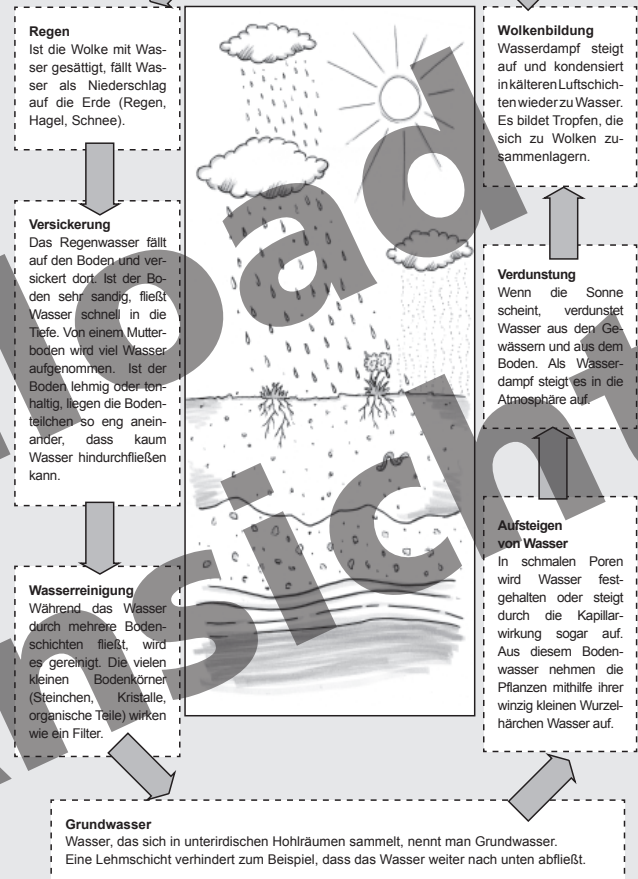 Regen
Ist die Wolke mit Was-
ser gesättigt, fällt Was-
ser als Niederschlag
auf die Erde (Regen,
Hagel, Schnee).
Versickerung
Das Regenwasser fällt
auf den Boden und ver-
sickert dort. Ist der Bo-
den sehr sandig, fließt
Wasser schnell in die
Tiefe. Von einem Mutter-
boden wird viel Wasser
aufgenommen. Ist der
Boden lehmig oder ton-
haltig, liegen die Boden-
teilchen so eng anein-
ander, dass kaum
Wasser hindurchfließen
kann.
Wasserreinigung
Während das Wasser
durch mehrere Boden-
schichten fließt, wird
es gereinigt. Die vielen
kleinen Bodenkörner
(Steinchen, Kristalle,
organische Teile) wirken
wie ein Filter.
Grundwasser
Wasser, das sich in unterirdischen Hohlräumen sammelt, nennt man Grundwasser.
Eine Lehmschicht verhindert zum Beispiel, dass das Wasser weiter nach unten abfließt.
Aufsteigen
von Wasser
In schmalen Poren
wird Wasser fest-
gehalten oder steigt
durch die Kapillar-
wirkung sogar auf.
Aus diesem Boden-
wasser nehmen die
Pflanzen mithilfe ihrer
winzig kleinen Wurzel-
härchen Wasser auf.
Verdunstung
Wenn die Sonne
scheint, verdunstet
Wasser aus den Ge-
wässern und aus dem
Boden. Als Wasser-
dampf steigt es in die
Atmosphäre auf.
Wolkenbildung
Wasserdampf steigt
auf und kondensiert
in kälteren Luftschich-
ten wieder zu Wasser.
Es bildet Tropfen, die
sich zu Wolken zu-
sammenlagern.
load
nsicht